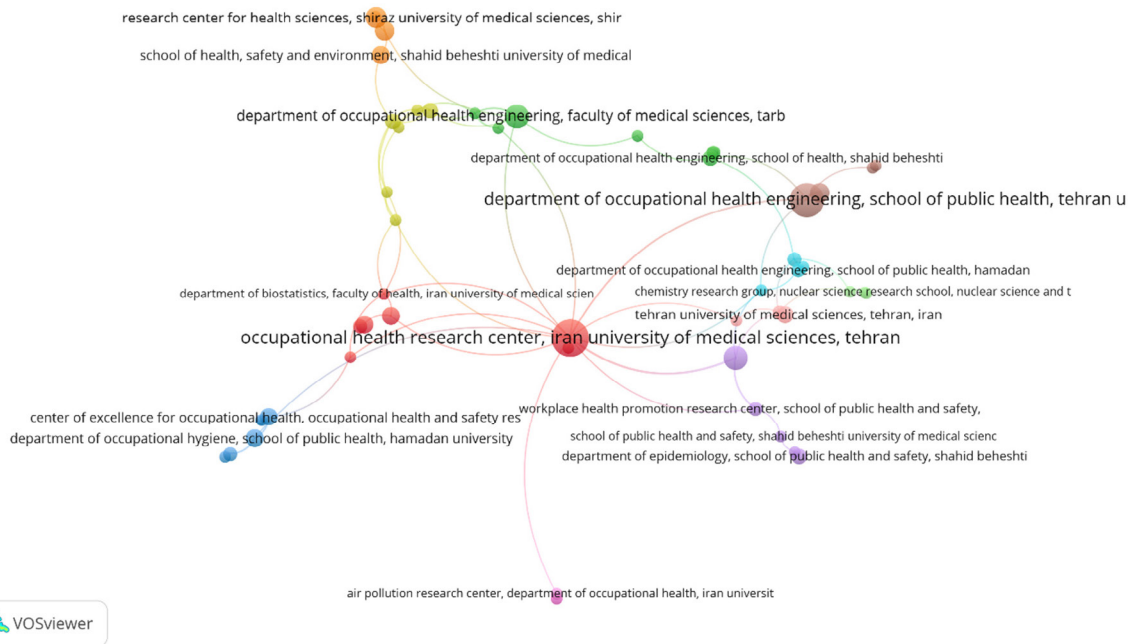 research center for health sciences, shiraz university of medical sciences, shir
school of health, safety and environment, shahid beheshti university of medical
department of occupational health engineering, faculty of medical sciences, tarb
department of occupational health engineering, school of health, shahid beheshti
department of occupational health engineering, school of public health, tehran u
department of occupational health engineering, school of public health, hamadan
department of biostatistics, faculty of health, iran university of medical scien
chemistry research group, nuclear science research school, nuclear science and t
tehran university of medical sciences, tehran, iran
occupational health research center, iran university of medical sciences, tehran
workplace health promotion research center, school of public health and safety,
center of excellence for occupational health, occupational health and safety res
department of occupational hygiene, school of public health, hamadan university
school of public health and safety, shahid beheshti university of medical scienc
department of epidemiology, school of public health and safety, shahid beheshti
air pollution research center, department of occupational health, iran universit
VOSviewer